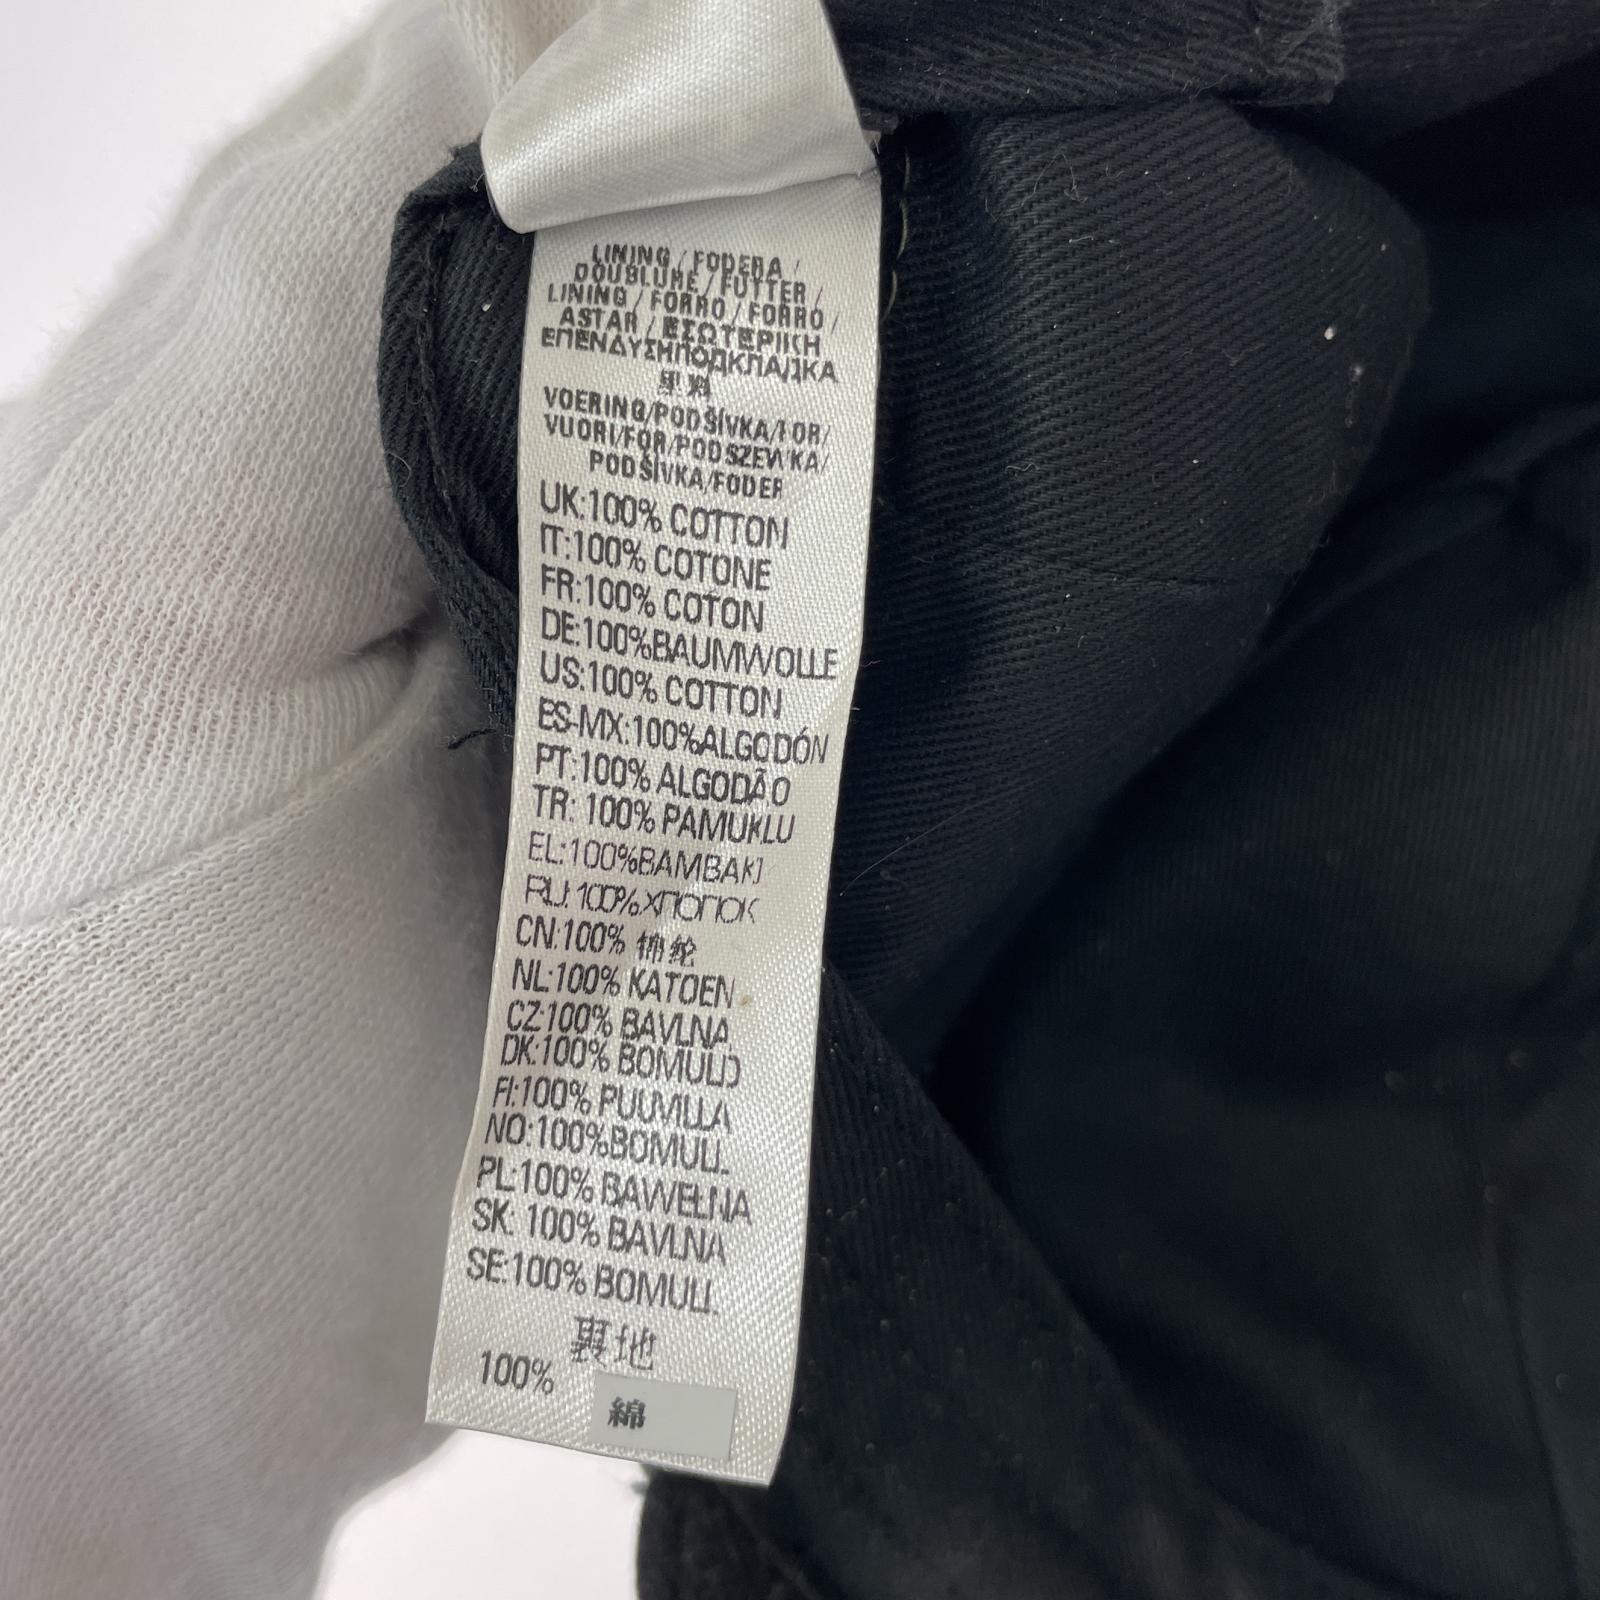 LINING / FODERA /
DOUBLURE / FUTTER /
LINING / FORRO / FORRO /
ASTAR / ΕΣΩΤΕΡΙΚΗ
ΕΠΕΝΔΥΣΗПОДКЛАДКА
VOERING/PODŠÍVKA/FOR/
VUORI/FOR/PODSZEWKA/
PODŠÍVKA/FODER
UK:100% COTTON
IT:100% COTONE
FR:100% COTON
DE:100%BAUMWOLLE
US:100% COTTON
ES-MX:100%ALGODÓN
PT:100% ALGODÃO
TR: 100% PAMUKLU
EL:100%BAMBAKI
RU:100%ХЛОПОК
CN:100%
NL:100% KATOEN
CZ:100% BAVLNA
DK:100% BOMULD
FI:100% PUUVILLA
NO:100%BOMULL
PL:100% BAWEŁNA
SK: 100% BAVLNA
SE:100% BOMULL
裏地
100% 綿